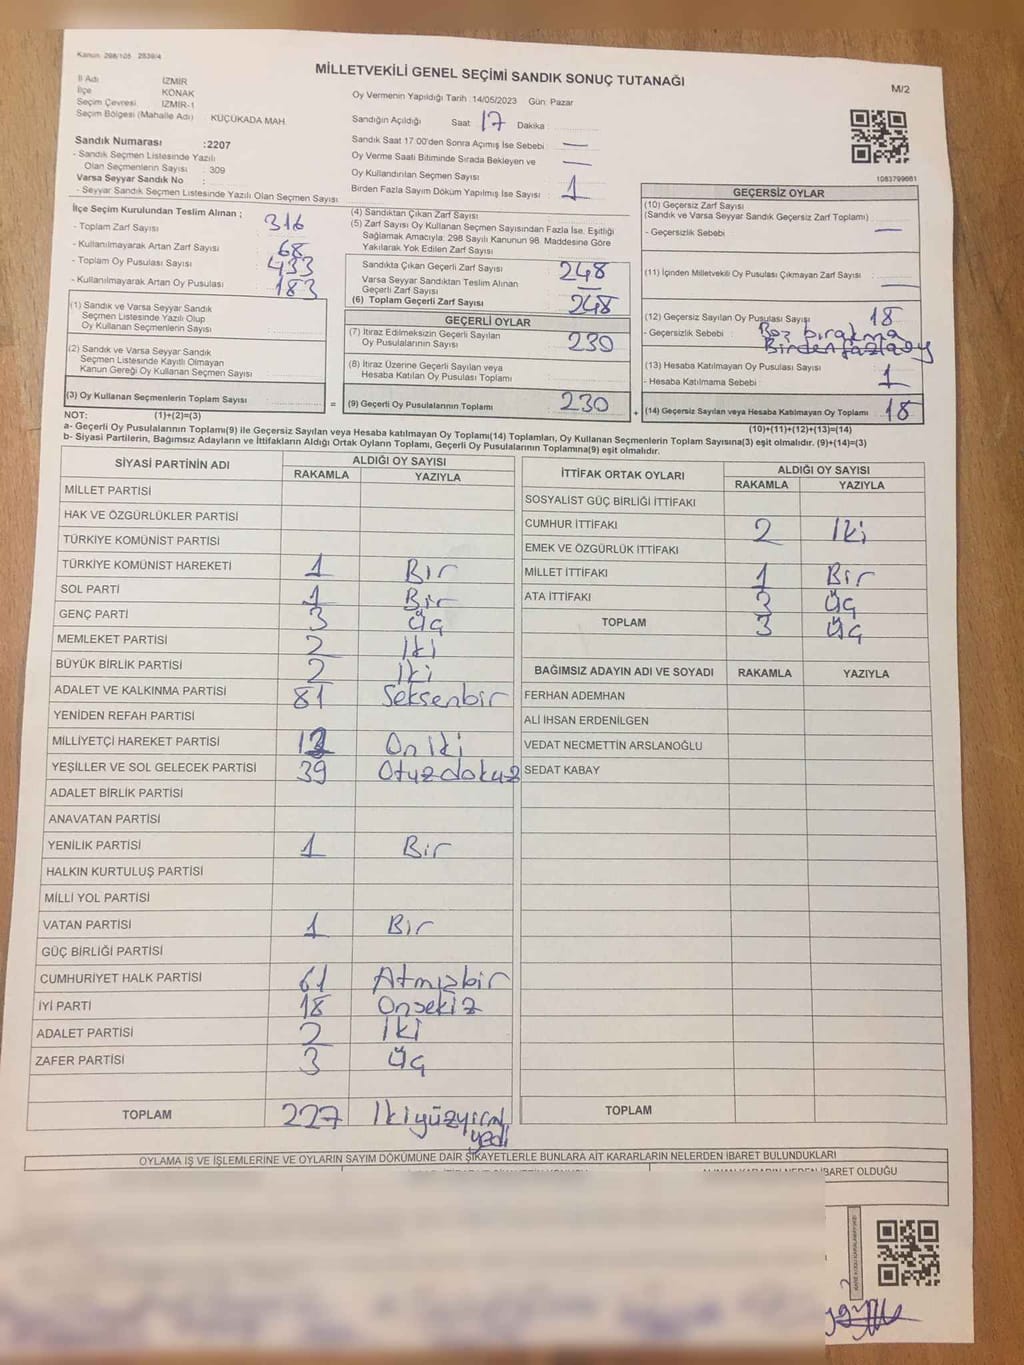 Kanun: 298/105 2839/4
MİLLETVEKİLİ GENEL SEÇİMİ SANDIK SONUÇ TUTANAĞI
M/2
İl Adı İZMİR
İlçe KONAK
Seçim Çevresi İZMİR-1
Seçim Bölgesi (Mahalle Adı) KÜÇÜKADA MAH.
Oy Vermenin Yapıldığı Tarih :14/05/2023 Gün: Pazar
Sandığın Açıldığı Saat 17 Dakika :
Sandık Saat 17:00'den Sonra Açımış İse Sebebi : —
Oy Verme Saati Bitiminde Sırada Bekleyen ve
Oy Kullandırılan Seçmen Sayısı —
Birden Fazla Sayım Döküm Yapılmış İse Sayısı 1
Sandık Numarası :2207
- Sandık Seçmen Listesinde Yazılı
Olan Seçmenlerin Sayısı : 309
Varsa Seyyar Sandık No :
- Seyyar Sandık Seçmen Listesinde Yazılı Olan Seçmen Sayısı
1083799661
İlçe Seçim Kurulundan Teslim Alınan ;
- Toplam Zarf Sayısı 316
- Kullanılmayarak Artan Zarf Sayısı 68
- Toplam Oy Pusulası Sayısı 433
- Kullanılmayarak Artan Oy Pusulası 183
(1) Sandık ve Varsa Seyyar Sandık
Seçmen Listesinde Yazılı Olup
Oy Kullanan Seçmenlerin Sayısı
(2) Sandık ve Varsa Seyyar Sandık
Seçmen Listesinde Kayıtlı Olmayan
Kanun Gereği Oy Kullanan Seçmen Sayısı
(3) Oy Kullanan Seçmenlerin Toplam Sayısı =
(4) Sandıktan Çıkan Zarf Sayısı
(5) Zarf Sayısı Oy Kullanan Seçmen Sayısından Fazla İse, Eşitliği
Sağlamak Amacıyla; 298 Sayılı Kanunun 98. Maddesine Göre
Yakılarak Yok Edilen Zarf Sayısı
Sandıkta Çıkan Geçerli Zarf Sayısı 248
Varsa Seyyar Sandıktan Teslim Alınan
Geçerli Zarf Sayısı —
(6) Toplam Geçerli Zarf Sayısı 248
GEÇERLİ OYLAR
(7) İtiraz Edilmeksizin Geçerli Sayılan
Oy Pusulalarının Sayısı 230
(8) İtiraz Üzerine Geçerli Sayılan veya
Hesaba Katılan Oy Pusulası Toplamı
(9) Geçerli Oy Pusulalarının Toplamı 230 +
GEÇERSİZ OYLAR
(10) Geçersiz Zarf Sayısı
(Sandık ve Varsa Seyyar Sandık Geçersiz Zarf Toplamı)
- Geçersizlik Sebebi —
(11) İçinden Milletvekili Oy Pusulası Çıkmayan Zarf Sayısı —
(12) Geçersiz Sayılan Oy Pusulası Sayısı 18
- Geçersizlik Sebebi : Boz bırakma
Birden fazla oy
(13) Hesaba Katılmayan Oy Pusulası Sayısı 1
- Hesaba Katılmama Sebebi
(14) Geçersiz Sayılan veya Hesaba Katılmayan Oy Toplamı 18
NOT: (1)+(2)=(3)
(10)+(11)+(12)+(13)=(14)
a- Geçerli Oy Pusulalarının Toplamı(9) ile Geçersiz Sayılan veya Hesaba Katılmayan Oy Toplamı(14) Toplamları, Oy Kullanan Seçmenlerin Toplam Sayısına(3) eşit olmalıdır. (9)+(14)=(3)
b- Siyasi Partilerin, Bağımsız Adayların ve İttifakların Aldığı Ortak Oyların Toplamı, Geçerli Oy Pusulalarının Toplamına(9) eşit olmalıdır.
SİYASİ PARTİNİN ADI ALDIĞI OY SAYISI
RAKAMLA YAZIYLA
MİLLET PARTİSİ
HAK VE ÖZGÜRLÜKLER PARTİSİ
TÜRKİYE KOMÜNİST PARTİSİ
TÜRKİYE KOMÜNİST HAREKETİ 1 Bir
SOL PARTİ 1 Bir
GENÇ PARTİ 3 Üç
MEMLEKET PARTİSİ 2 İki
BÜYÜK BİRLİK PARTİSİ 2 İki
ADALET VE KALKINMA PARTİSİ 81 Seksenbir
YENİDEN REFAH PARTİSİ
MİLLİYETÇİ HAREKET PARTİSİ 12 On iki
YEŞİLLER VE SOL GELECEK PARTİSİ 39 Otuzdokuz
ADALET BİRLİK PARTİSİ
ANAVATAN PARTİSİ
YENİLİK PARTİSİ 1 Bir
HALKIN KURTULUŞ PARTİSİ
MİLLİ YOL PARTİSİ
VATAN PARTİSİ 1 Bir
GÜÇ BİRLİĞİ PARTİSİ
CUMHURİYET HALK PARTİSİ 61 Atmışbir
İYİ PARTİ 18 Onsekiz
ADALET PARTİSİ 2 İki
ZAFER PARTİSİ 3 Üç
TOPLAM 227 İkiyüzyirmi
yedi
İTTİFAK ORTAK OYLARI ALDIĞI OY SAYISI
RAKAMLA YAZIYLA
SOSYALİST GÜÇ BİRLİĞİ İTTİFAKI
CUMHUR İTTİFAKI 2 İki
EMEK VE ÖZGÜRLÜK İTTİFAKI
MİLLET İTTİFAKI 1 Bir
ATA İTTİFAKI 3 Üç
TOPLAM 3 Üç
BAĞIMSIZ ADAYIN ADI VE SOYADI RAKAMLA YAZIYLA
FERHAN ADEMHAN
ALİ İHSAN ERDENİLGEN
VEDAT NECMETTİN ARSLANOĞLU
SEDAT KABAY
TOPLAM
OYLAMA İŞ VE İŞLEMLERİNE VE OYLARIN SAYIM DÖKÜMÜNE DAİR ŞİKAYETLERLE BUNLARA AİT KARARLARIN NELERDEN İBARET BULUNDUKLARI
ALINAN KARARIN NEDEN İBARET OLDUĞU